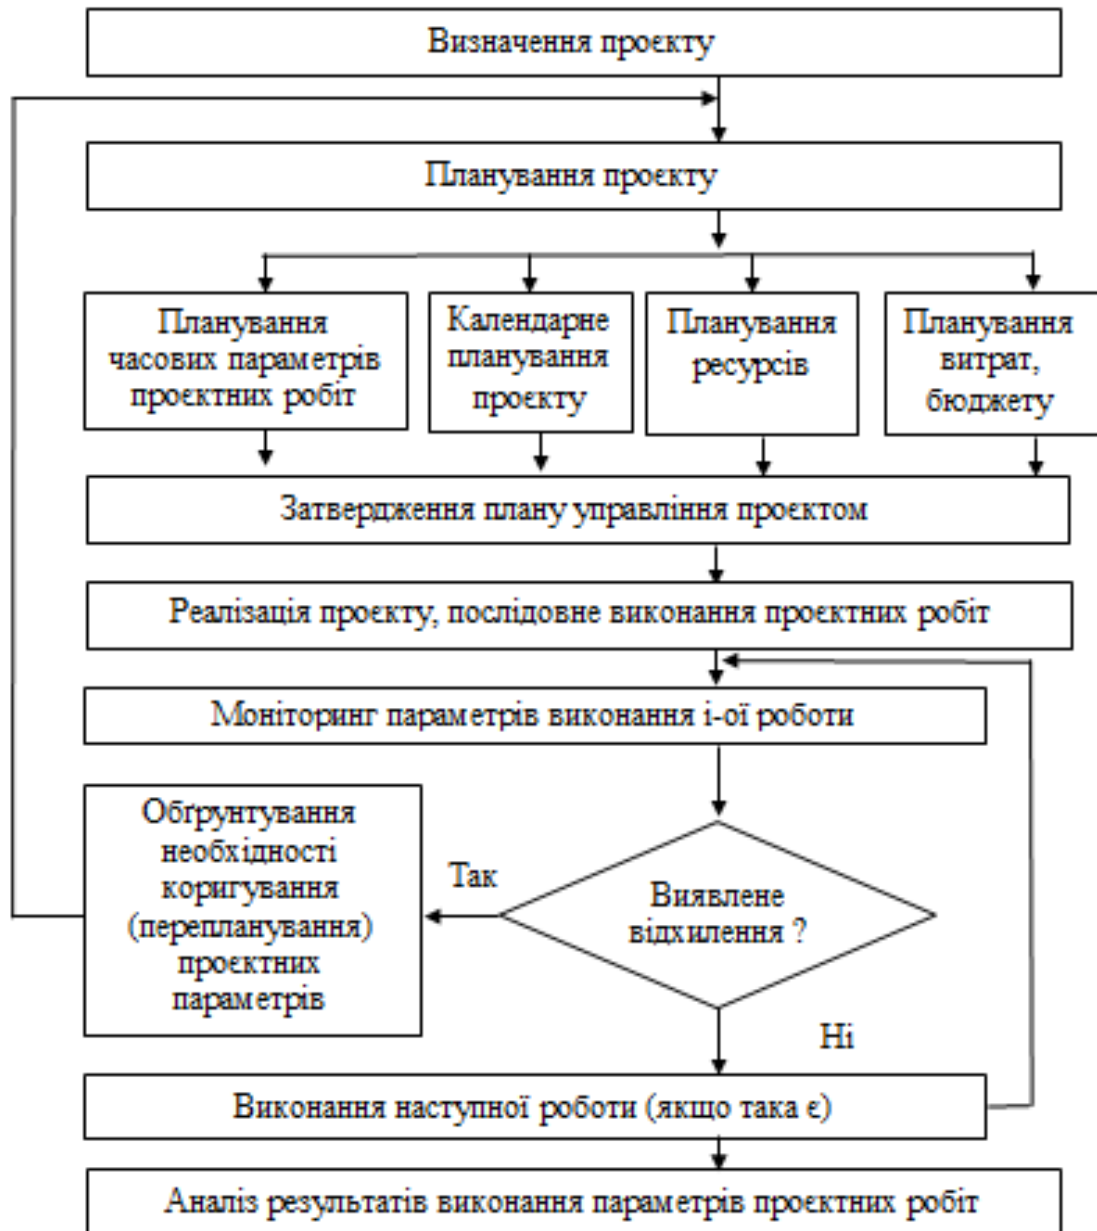 Визначення проєкту
Планування проєкту
Планування
часових параметрів
проєктних робіт
Календарне
планування
проєкту
Планування
ресурсів
Планування
витрат,
бюджету
Затвердження плану управління проєктом
Реалізація проєкту, послідовне виконання проєктних робіт
Моніторинг параметрів виконання і-ої роботи
Обґрунтування
необхідності
коригування
(перепланування)
проєктних
параметрів
Так
Виявлене
відхилення ?
Ні
Виконання наступної роботи (якщо така є)
Аналіз результатів виконання параметрів проєктних робіт